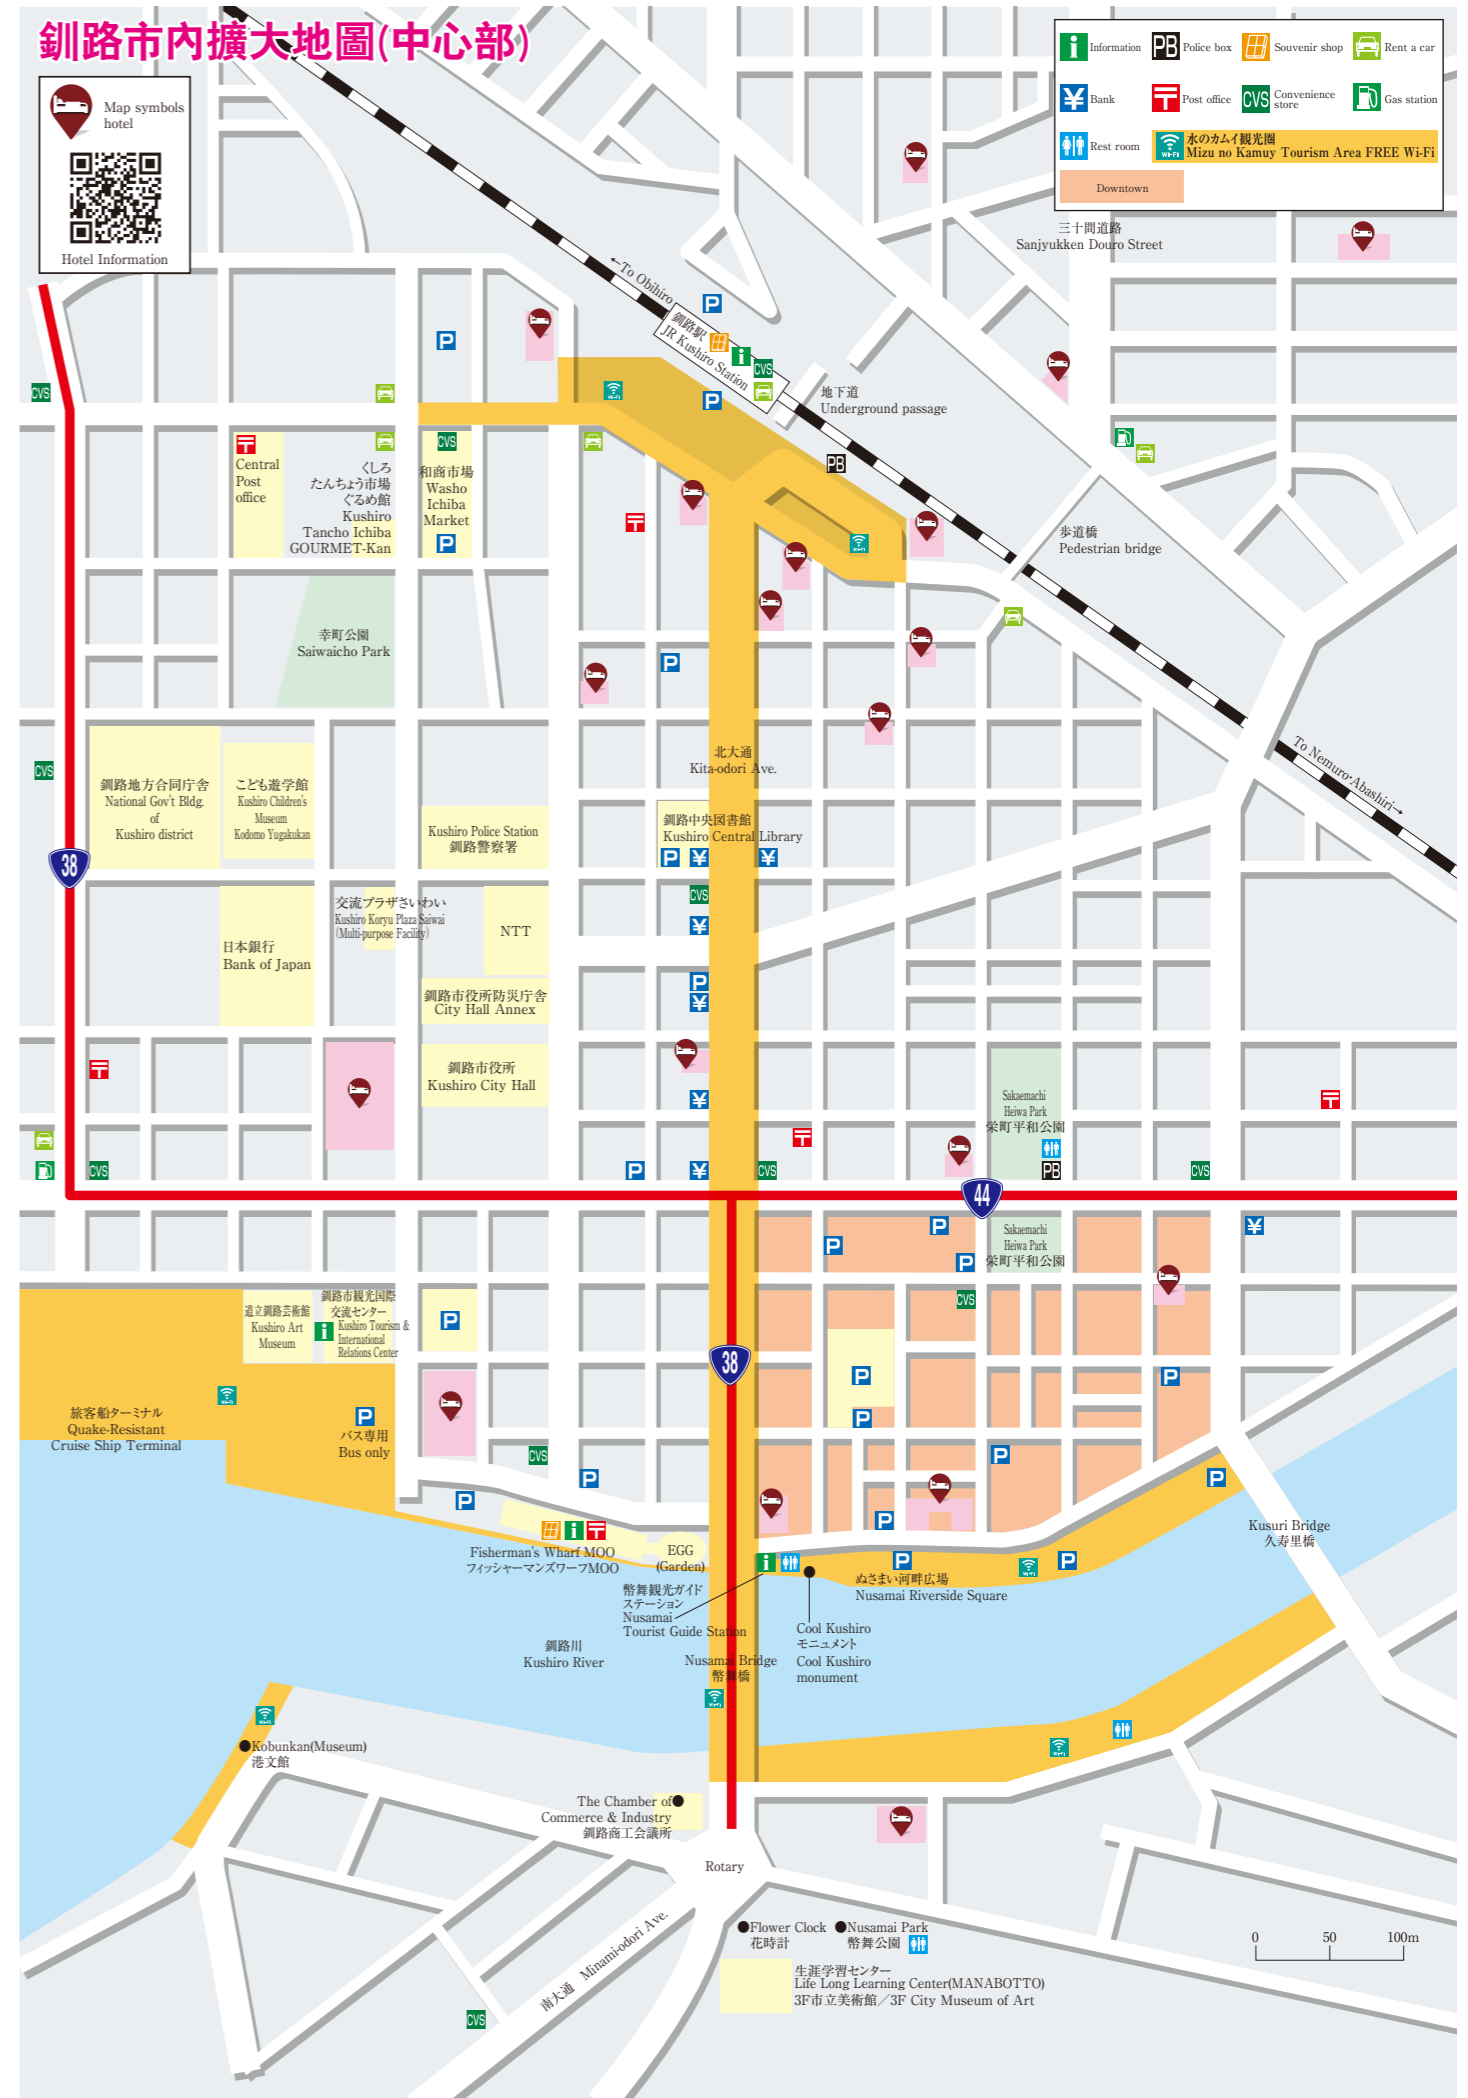 釧路市內擴大地圖(中心部)
Map symbols
hotel
Hotel Information
i Information
PB Police box
Souvenir shop
Rent a car
¥ Bank
〒 Post office
CVS Convenience
store
Gas station
Rest room
Wi-Fi 水のカムイ観光圏
Mizu no Kamuy Tourism Area FREE Wi-Fi
Downtown
三十間道路
Sanjyukken Douro Street
←To Obihiro
釧路駅
JR Kushiro Station
地下道
Underground passage
歩道橋
Pedestrian bridge
To Nemuro・Abashiri→
Central
Post
office
くしろ
たんちょう市場
ぐるめ館
Kushiro
Tancho Ichiba
GOURMET-Kan
和商市場
Washo
Ichiba
Market
幸町公園
Saiwaicho Park
北大通
Kita-odori Ave.
釧路地方合同庁舎
National Gov't Bldg.
of
Kushiro district
こども遊学館
Kushiro Children's
Museum
Kodomo Yugakukan
Kushiro Police Station
釧路警察署
釧路中央図書館
Kushiro Central Library
38
交流プラザさいわい
Kushiro Koryu Plaza Saiwai
(Multi-purpose Facility)
NTT
日本銀行
Bank of Japan
釧路市役所防災庁舎
City Hall Annex
釧路市役所
Kushiro City Hall
Sakaemachi
Heiwa Park
栄町平和公園
44
Sakaemachi
Heiwa Park
栄町平和公園
道立釧路芸術館
Kushiro Art
Museum
釧路市観光国際
交流センター
Kushiro Tourism &
International
Relations Center
38
旅客船ターミナル
Quake-Resistant
Cruise Ship Terminal
バス専用
Bus only
Fisherman's Wharf MOO
フィッシャーマンズワーフMOO
EGG
(Garden)
幣舞観光ガイド
ステーション
Nusamai
Tourist Guide Station
ぬさまい河畔広場
Nusamai Riverside Square
Kusuri Bridge
久寿里橋
Cool Kushiro
モニュメント
Cool Kushiro
monument
釧路川
Kushiro River
Nusamai Bridge
幣舞橋
Kobunkan(Museum)
港文館
The Chamber of
Commerce & Industry
釧路商工会議所
Rotary
南大通 Minami-odori Ave.
Flower Clock
花時計
Nusamai Park
幣舞公園
生涯学習センター
Life Long Learning Center(MANABOTTO)
3F市立美術館／3F City Museum of Art
0 50 100m